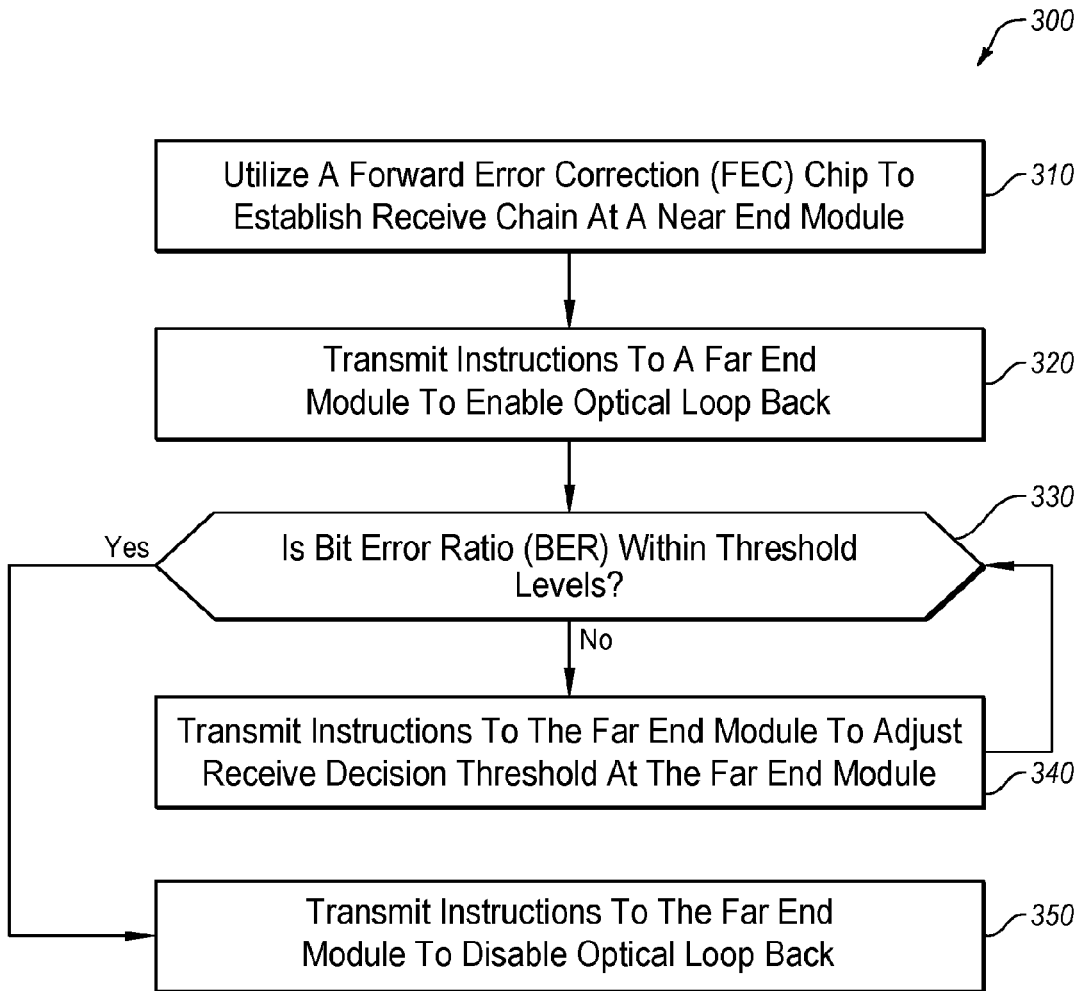 300
Utilize A Forward Error Correction (FEC) Chip To
Establish Receive Chain At A Near End Module
310
Transmit Instructions To A Far End
Module To Enable Optical Loop Back
320
330
Yes
Is Bit Error Ratio (BER) Within Threshold
Levels?
No
Transmit Instructions To The Far End Module To Adjust
Receive Decision Threshold At The Far End Module
340
Transmit Instructions To The Far End
Module To Disable Optical Loop Back
350